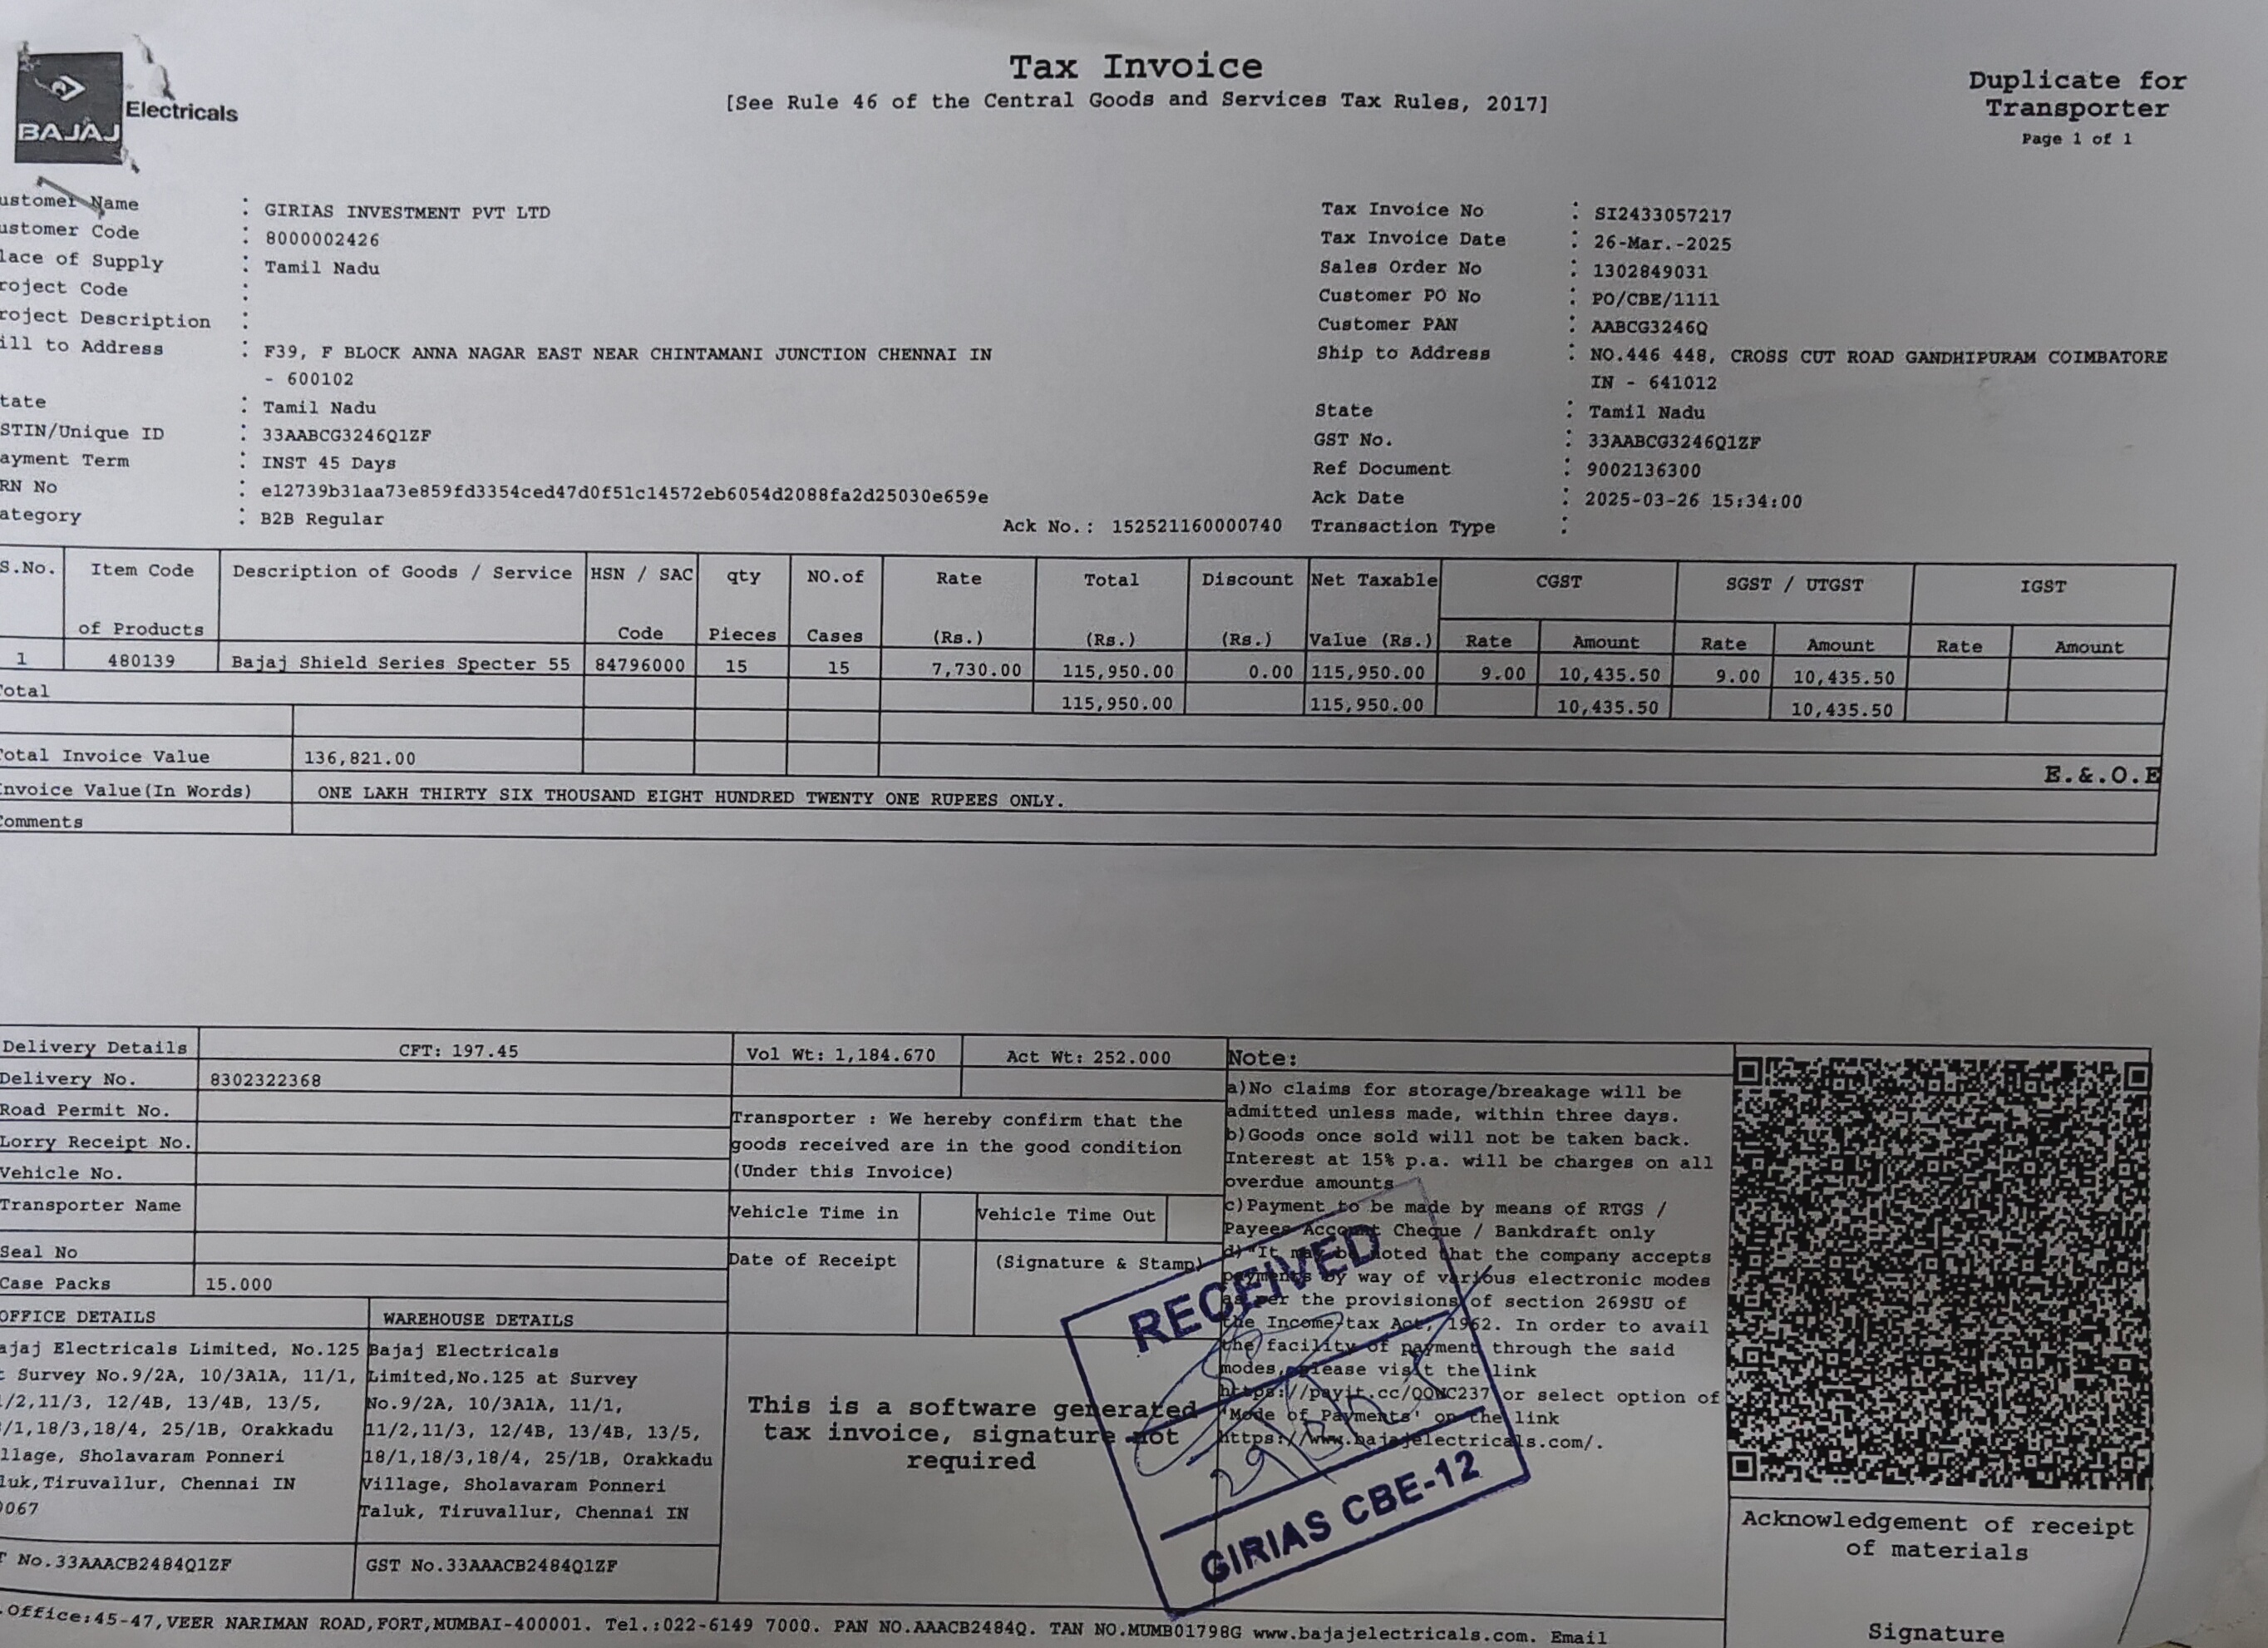 BAJAJ Electricals
Tax Invoice
[See Rule 46 of the Central Goods and Services Tax Rules, 2017]
Duplicate for
Transporter
Page 1 of 1
ustomer Name : GIRIAS INVESTMENT PVT LTD
ustomer Code : 8000002426
lace of Supply : Tamil Nadu
roject Code :
roject Description :
ill to Address : F39, F BLOCK ANNA NAGAR EAST NEAR CHINTAMANI JUNCTION CHENNAI IN
- 600102
tate : Tamil Nadu
STIN/Unique ID : 33AABCG3246Q1ZF
ayment Term : INST 45 Days
RN No : e12739b31aa73e859fd3354ced47d0f51c14572eb6054d2088fa2d25030e659e
ategory : B2B Regular
Tax Invoice No : SI2433057217
Tax Invoice Date : 26-Mar.-2025
Sales Order No : 1302849031
Customer PO No : PO/CBE/1111
Customer PAN : AABCG3246Q
Ship to Address : NO.446 448, CROSS CUT ROAD GANDHIPURAM COIMBATORE
IN - 641012
State : Tamil Nadu
GST No. : 33AABCG3246Q1ZF
Ref Document : 9002136300
Ack Date : 2025-03-26 15:34:00
Ack No.: 152521160000740 Transaction Type :
S.No. Item Code Description of Goods / Service HSN / SAC qty NO.of Rate Total Discount Net Taxable CGST SGST / UTGST IGST
of Products Code Pieces Cases (Rs.) (Rs.) (Rs.) Value (Rs.) Rate Amount Rate Amount Rate Amount
1 480139 Bajaj Shield Series Specter 55 84796000 15 15 7,730.00 115,950.00 0.00 115,950.00 9.00 10,435.50 9.00 10,435.50
otal 115,950.00 115,950.00 10,435.50 10,435.50
otal Invoice Value 136,821.00
E.&.O.E
Invoice Value(In Words) ONE LAKH THIRTY SIX THOUSAND EIGHT HUNDRED TWENTY ONE RUPEES ONLY.
Comments
Delivery Details CFT: 197.45 Vol Wt: 1,184.670 Act Wt: 252.000
Delivery No. 8302322368
Road Permit No.
Lorry Receipt No.
Vehicle No.
Transporter Name
Seal No
Case Packs 15.000
Transporter : We hereby confirm that the
goods received are in the good condition
(Under this Invoice)
Vehicle Time in Vehicle Time Out
Date of Receipt (Signature & Stamp)
OFFICE DETAILS
ajaj Electricals Limited, No.125
t Survey No.9/2A, 10/3A1A, 11/1,
/2,11/3, 12/4B, 13/4B, 13/5,
/1,18/3,18/4, 25/1B, Orakkadu
llage, Sholavaram Ponneri
luk,Tiruvallur, Chennai IN
0067
T No.33AAACB2484Q1ZF
WAREHOUSE DETAILS
Bajaj Electricals
Limited,No.125 at Survey
No.9/2A, 10/3A1A, 11/1,
11/2,11/3, 12/4B, 13/4B, 13/5,
18/1,18/3,18/4, 25/1B, Orakkadu
Village, Sholavaram Ponneri
Taluk, Tiruvallur, Chennai IN
GST No.33AAACB2484Q1ZF
This is a software generated
tax invoice, signature not
required
Note:
a)No claims for storage/breakage will be
admitted unless made, within three days.
b)Goods once sold will not be taken back.
Interest at 15% p.a. will be charges on all
overdue amounts
c)Payment to be made by means of RTGS /
Payees Account Cheque / Bankdraft only
d)"It may be noted that the company accepts
payments by way of various electronic modes
as per the provisions of section 269SU of
the Income-tax Act, 1962. In order to avail
the facility of payment through the said
modes, please visit the link
or select option of
'Mode of Payments' on the link
https://www.bajajelectricals.com/.
RECEIVED
GIRIAS CBE-12
Acknowledgement of receipt
of materials
Signature
.Office:45-47,VEER NARIMAN ROAD,FORT,MUMBAI-400001. Tel.:022-6149 7000. PAN NO.AAACB2484Q. TAN NO.MUMB01798G www.bajajelectricals.com. Email